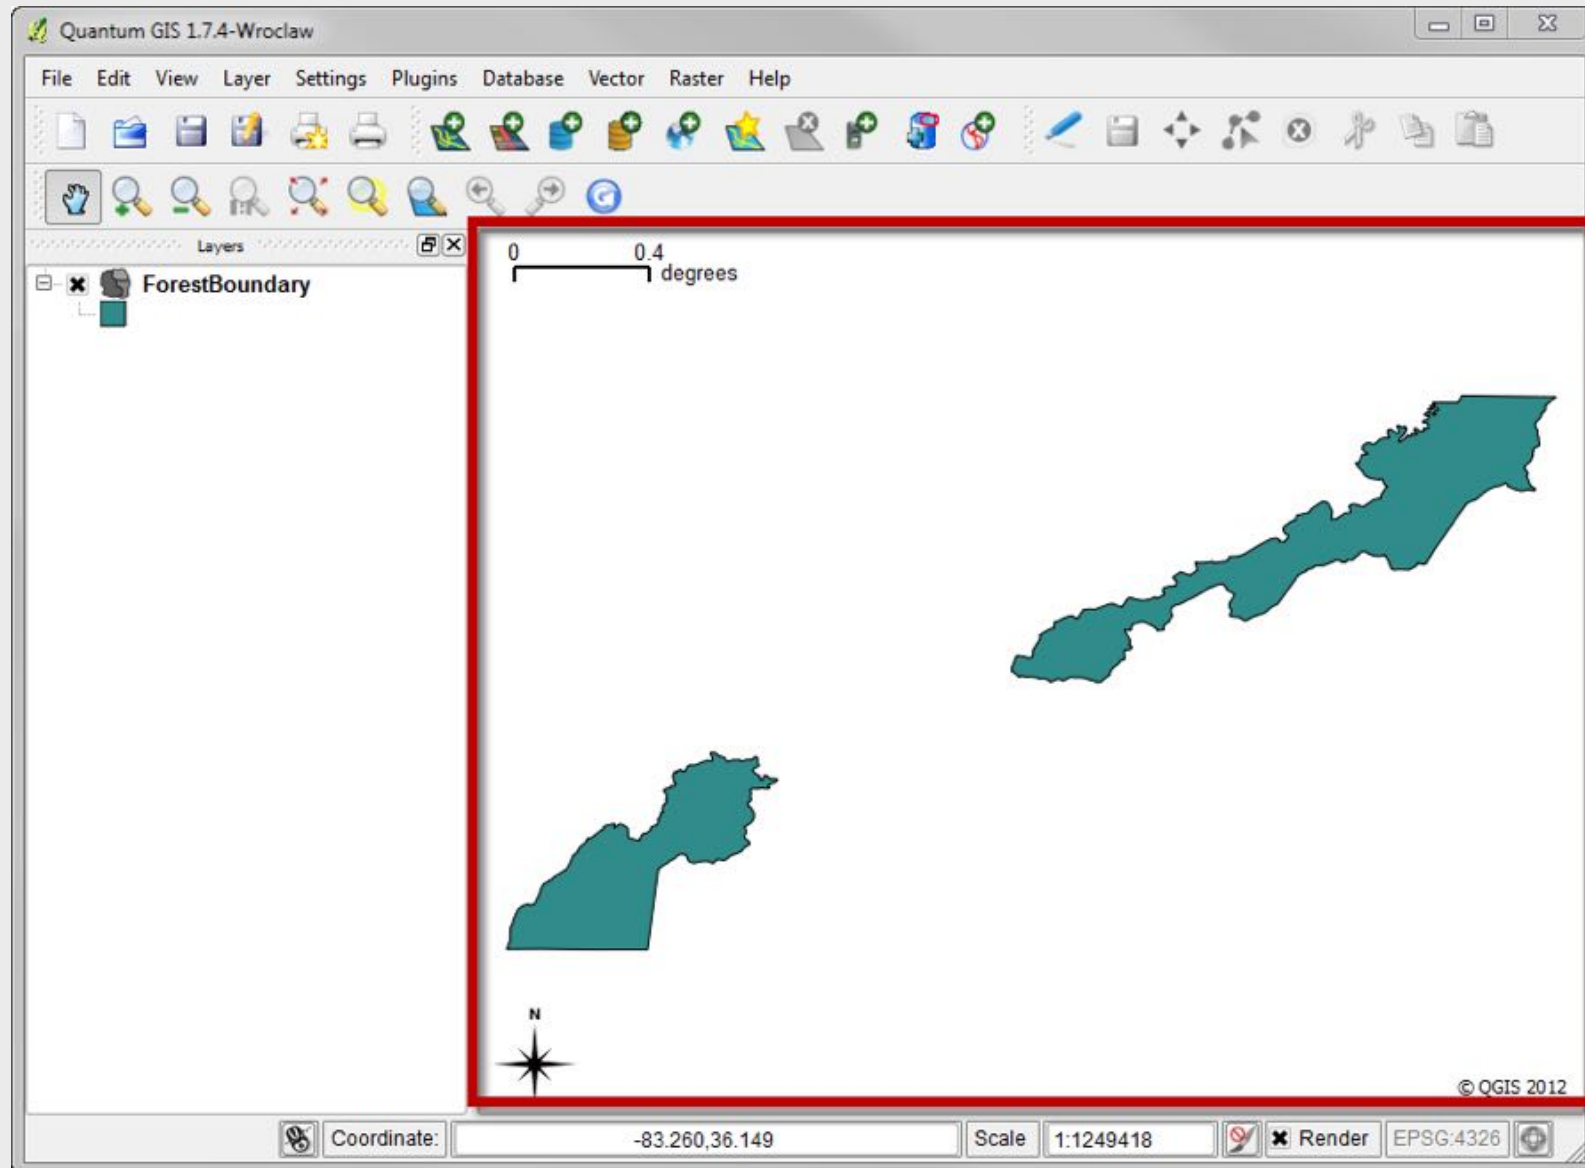 Quantum GIS 1.7.4-Wroclaw
File Edit View Layer Settings Plugins Database Vector Raster Help
Layers
ForestBoundary
0 0.4
degrees
N
© QGIS 2012
Coordinate: -83.260,36.149 Scale 1:1249418 Render EPSG:4326